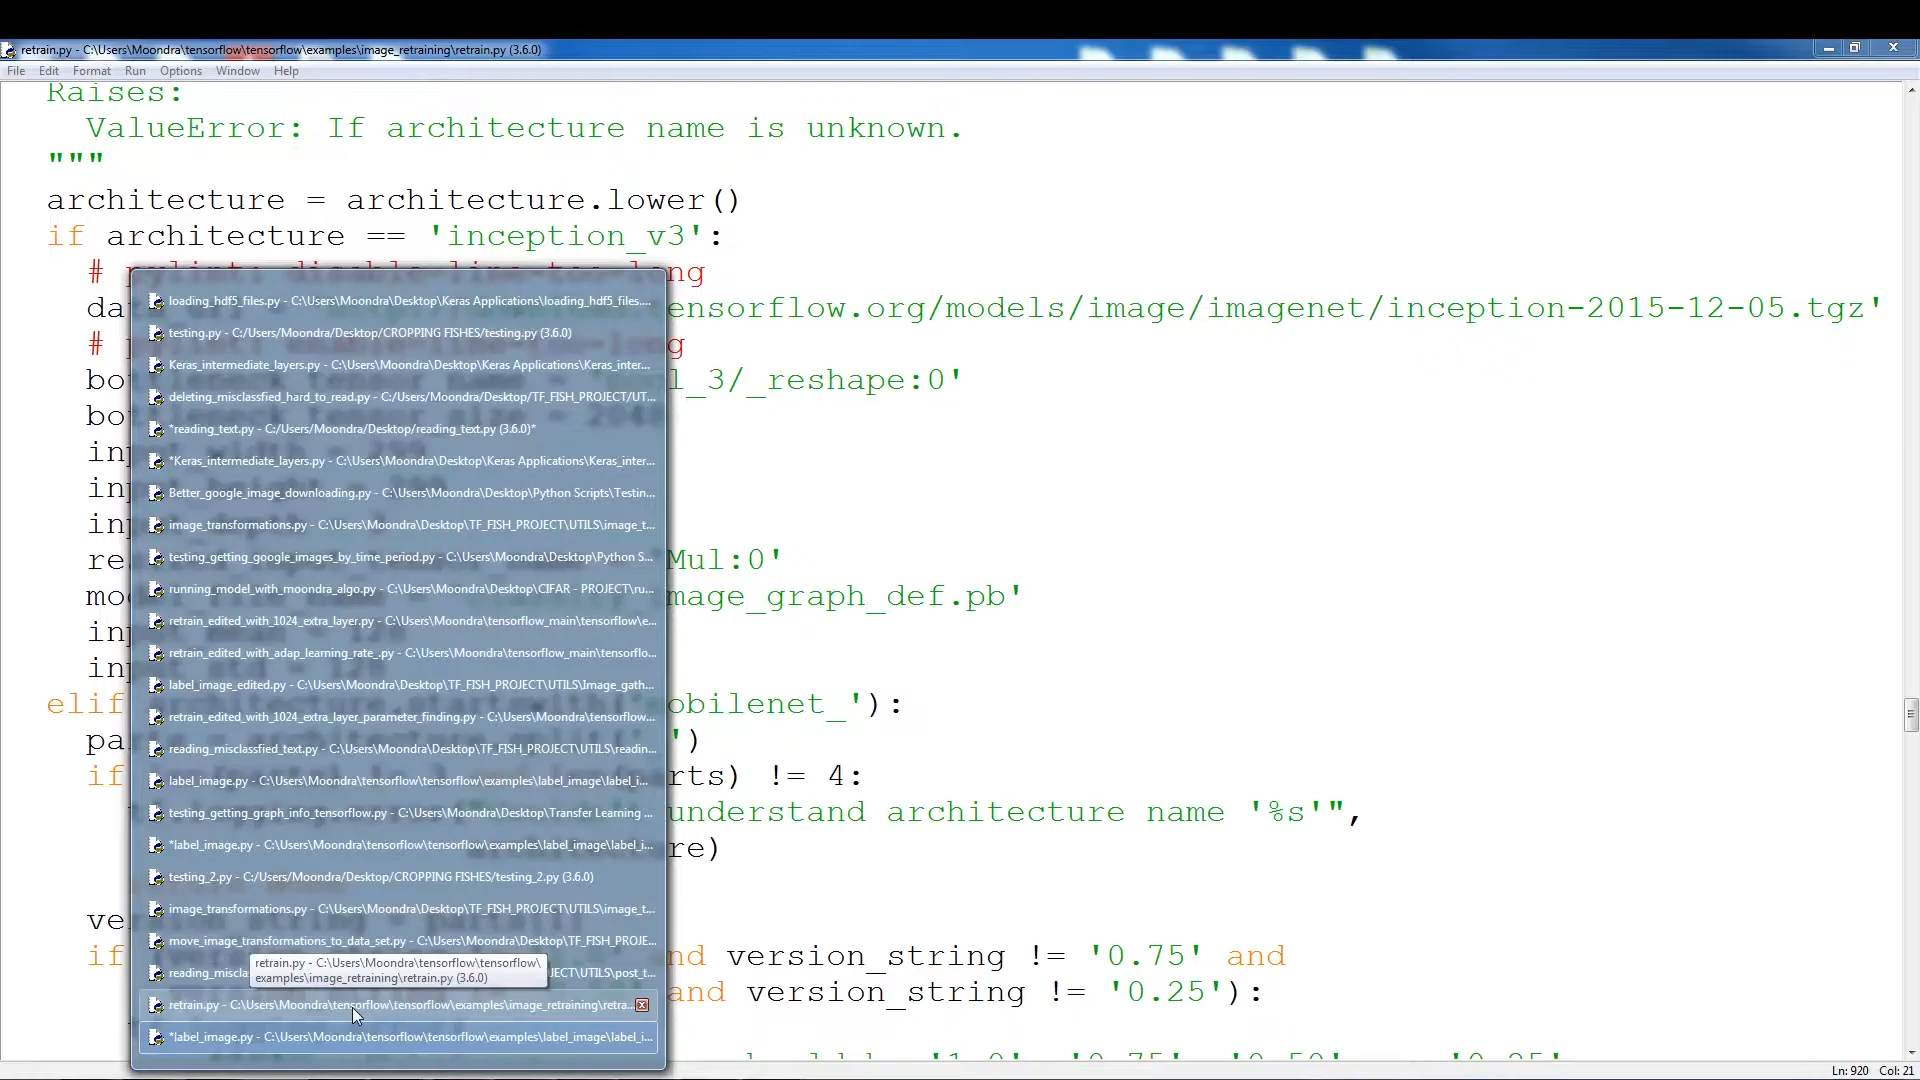 retrain.py - C:\Users\Moondra\tensorflow\tensorflow\examples\image_retraining\retrain.py (3.6.0)
File Edit Format Run Options Window Help
Raises:
ValueError: If architecture name is unknown.
"""
architecture = architecture.lower()
if architecture == 'inception_v3':
# pylint: disable=line-too-long
ensorflow.org/models/image/imagenet/inception-2015-12-05.tgz'
l_3/_reshape:0'
Mul:0'
mage_graph_def.pb'
elif
obilenet_'):
')
if
rts) != 4:
understand architecture name '%s'",
re)
if
nd version_string != '0.75' and
and version_string != '0.25'):
loading_hdf5_files.py - C:\Users\Moondra\Desktop\Keras Applications\loading_hdf5_files....
testing.py - C:/Users/Moondra/Desktop/CROPPING FISHES/testing.py (3.6.0)
Keras_intermediate_layers.py - C:\Users\Moondra\Desktop\Keras Applications\Keras_inter...
deleting_misclassfied_hard_to_read.py - C:/Users/Moondra/Desktop/TF_FISH_PROJECT/UT...
*reading_text.py - C:/Users/Moondra/Desktop/reading_text.py (3.6.0)*
*Keras_intermediate_layers.py - C:\Users\Moondra\Desktop\Keras Applications\Keras_inter...
Better_google_image_downloading.py - C:\Users\Moondra\Desktop\Python Scripts\Testin...
image_transformations.py - C:\Users\Moondra\Desktop\TF_FISH_PROJECT\UTILS\image_t...
testing_getting_google_images_by_time_period.py - C:\Users\Moondra\Desktop\Python S...
running_model_with_moondra_algo.py - C:\Users\Moondra\Desktop\CIFAR - PROJECT\ru...
retrain_edited_with_1024_extra_layer.py - C:\Users\Moondra\tensorflow_main\tensorflow\e...
retrain_edited_with_adap_learning_rate_.py - C:\Users\Moondra\tensorflow_main\tensorflo...
label_image_edited.py - C:\Users\Moondra\Desktop\TF_FISH_PROJECT\UTILS\Image_gath...
retrain_edited_with_1024_extra_layer_parameter_finding.py - C:\Users\Moondra\tensorflow...
reading_misclassfied_text.py - C:\Users\Moondra\Desktop\TF_FISH_PROJECT\UTILS\readin...
label_image.py - C:\Users\Moondra\tensorflow\tensorflow\examples\label_image\label_i...
testing_getting_graph_info_tensorflow.py - C:\Users\Moondra\Desktop\Transfer Learning ...
*label_image.py - C:\Users\Moondra\tensorflow\tensorflow\examples\label_image\label_i...
testing_2.py - C:/Users/Moondra/Desktop/CROPPING FISHES/testing_2.py (3.6.0)
image_transformations.py - C:\Users\Moondra\Desktop\TF_FISH_PROJECT\UTILS\image_t...
move_image_transformations_to_data_set.py - C:\Users\Moondra\Desktop\TF_FISH_PROJE...
retrain.py - C:\Users\Moondra\tensorflow\tensorflow\
examples\image_retraining\retrain.py (3.6.0)
reading_miscla
JECT\UTILS\post_t...
retrain.py - C:\Users\Moondra\tensorflow\tensorflow\examples\image_retraining\retra...
*label_image.py - C:\Users\Moondra\tensorflow\tensorflow\examples\label_image\label_i...
Ln: 920 Col: 21